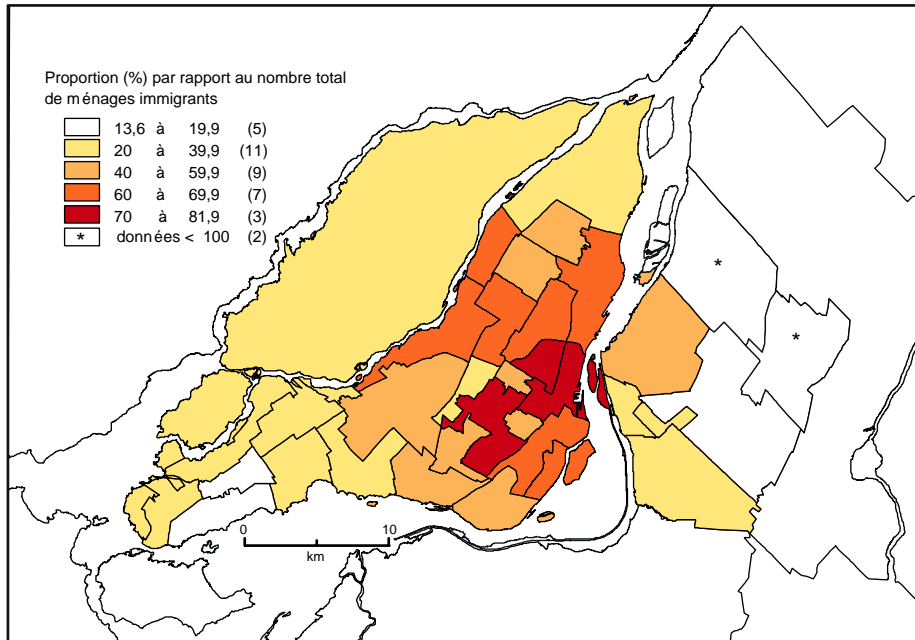 Proportion (%) par rapport au nombre total
de ménages immigrants
13,6 à 19,9 (5)
20 à 39,9 (11)
40 à 59,9 (9)
60 à 69,9 (7)
70 à 81,9 (3)
* données < 100 (2)
*
*
0 10
km